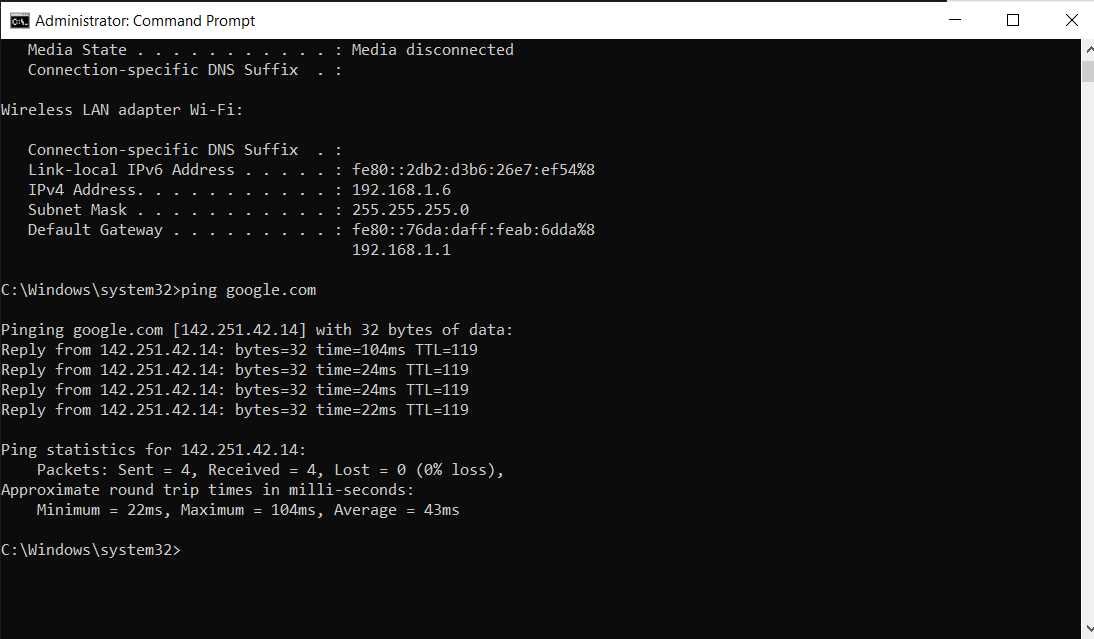 Administrator: Command Prompt
   Media State . . . . . . . . . . . : Media disconnected
   Connection-specific DNS Suffix  . :
Wireless LAN adapter Wi-Fi:
   Connection-specific DNS Suffix  . :
   Link-local IPv6 Address . . . . . : fe80::2db2:d3b6:26e7:ef54%8
   IPv4 Address. . . . . . . . . . . : 192.168.1.6
   Subnet Mask . . . . . . . . . . . : 255.255.255.0
   Default Gateway . . . . . . . . . : fe80::76da:daff:feab:6dda%8
                                       192.168.1.1
C:\Windows\system32>ping google.com
Pinging google.com [142.251.42.14] with 32 bytes of data:
Reply from 142.251.42.14: bytes=32 time=104ms TTL=119
Reply from 142.251.42.14: bytes=32 time=24ms TTL=119
Reply from 142.251.42.14: bytes=32 time=24ms TTL=119
Reply from 142.251.42.14: bytes=32 time=22ms TTL=119
Ping statistics for 142.251.42.14:
    Packets: Sent = 4, Received = 4, Lost = 0 (0% loss),
Approximate round trip times in milli-seconds:
    Minimum = 22ms, Maximum = 104ms, Average = 43ms
C:\Windows\system32>